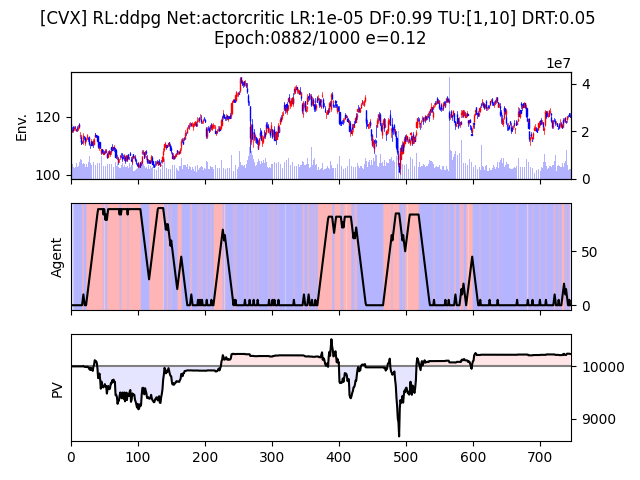 [CVX] RL:ddpg Net:actorcritic LR:1e-05 DF:0.99 TU:[1,10] DRT:0.05
Epoch:0882/1000 e=0.12
1e7
Env.
120
100
4
2
0
Agent
50
0
PV
10000
9000
0 100 200 300 400 500 600 700